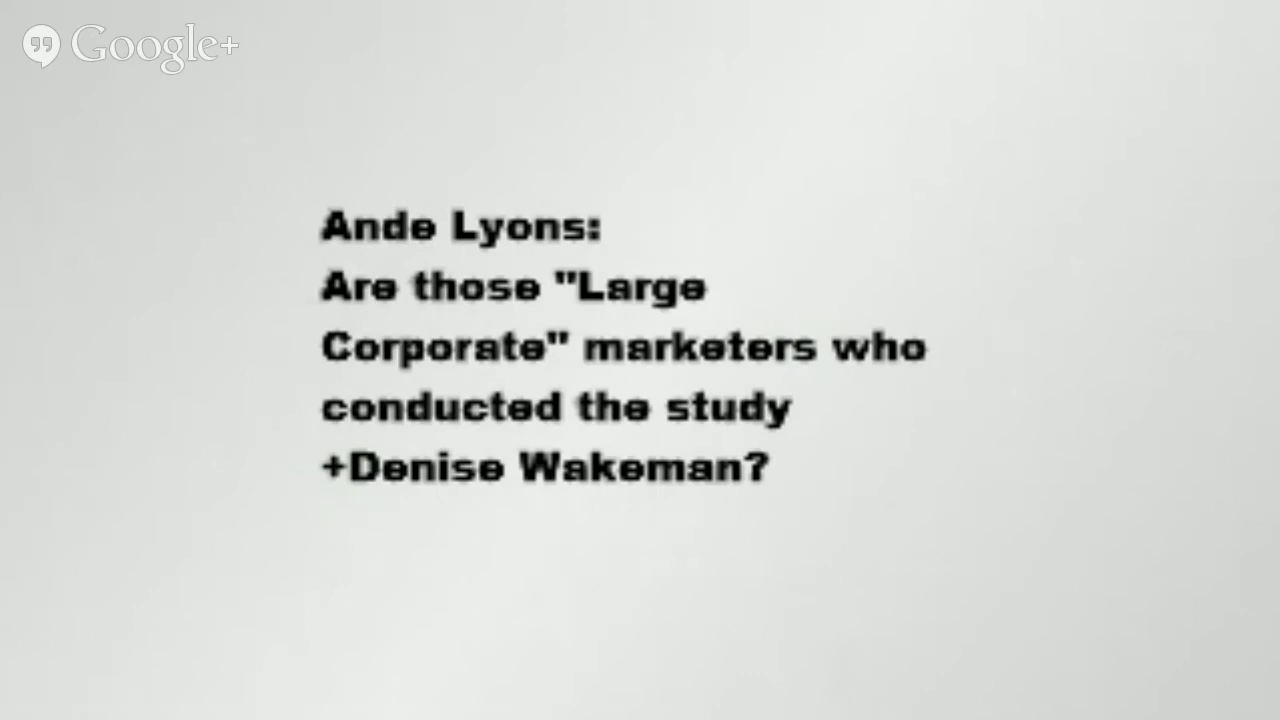 Google+
Ande Lyons:
Are those "Large
Corporate" marketers who
conducted the study
+Denise Wakeman?